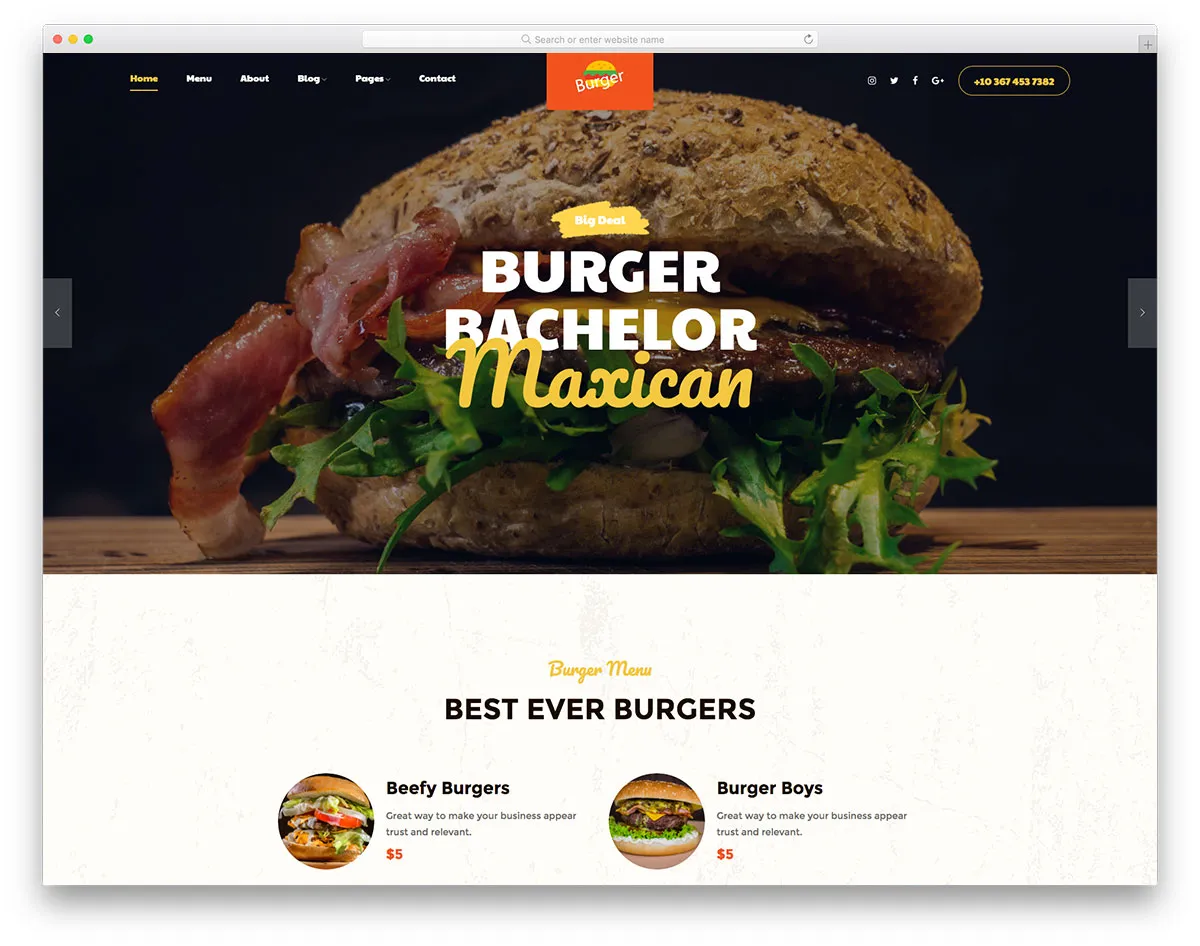 Search or enter website name
Home Menu About Blog Pages Contact
Burger
+10 367 453 7382
Big Deal
BURGER
BACHELOR
Maxican
Burger Menu
BEST EVER BURGERS
Beefy Burgers
Great way to make your business appear
trust and relevant.
$5
Burger Boys
Great way to make your business appear
trust and relevant.
$5